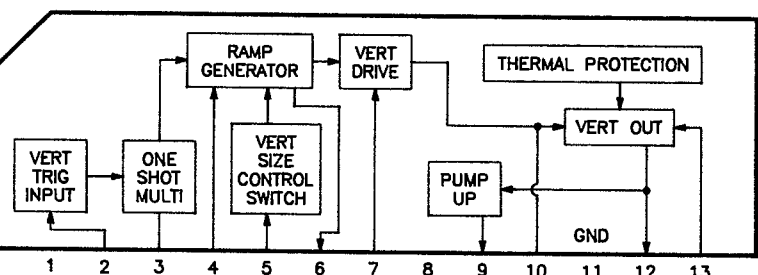 RAMP
GENERATOR
VERT
DRIVE
THERMAL PROTECTION
VERT
TRIG
INPUT
ONE
SHOT
MULTI
VERT
SIZE
CONTROL
SWITCH
VERT OUT
PUMP
UP
GND
1 2 3 4 5 6 7 8 9 10 11 12 13